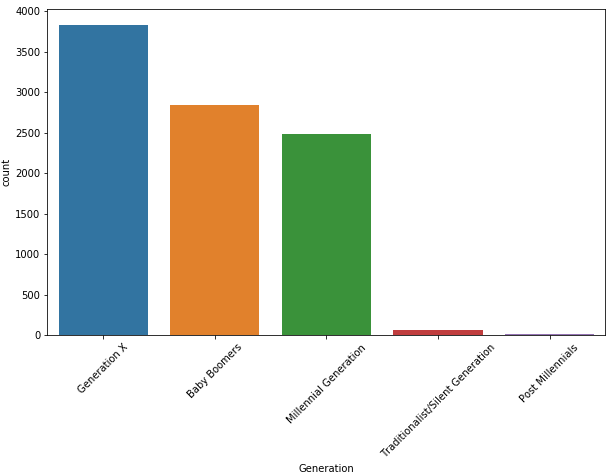 4000
3500
3000
2500
2000
1500
1000
500
0
count
Generation X
Baby Boomers
Millennial Generation
Traditionalist/Silent Generation
Post Millennials
Generation